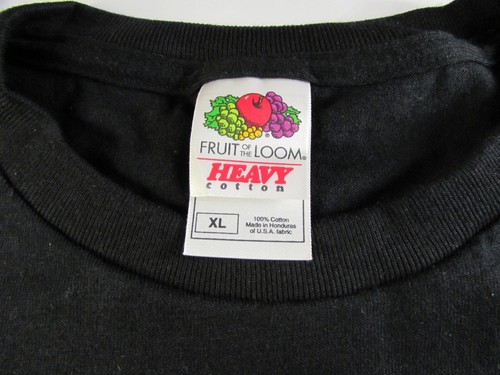 FRUIT OF THE LOOM®
HEAVY
cotton
XL
100% Cotton
Made in Honduras
of U.S.A. fabric